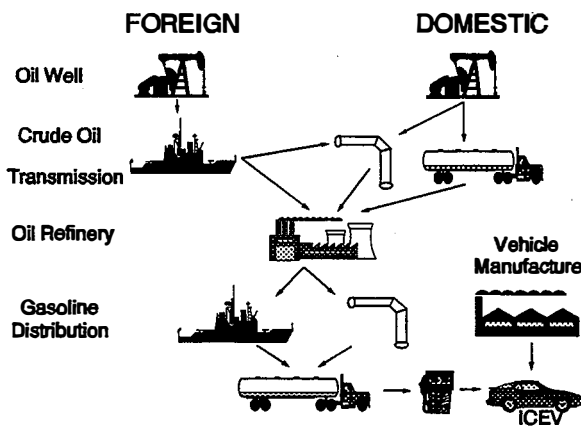 FOREIGN DOMESTIC
Oil Well
Crude Oil
Transmission
Oil Refinery
Vehicle
Manufacture
Gasoline
Distribution
ICEV